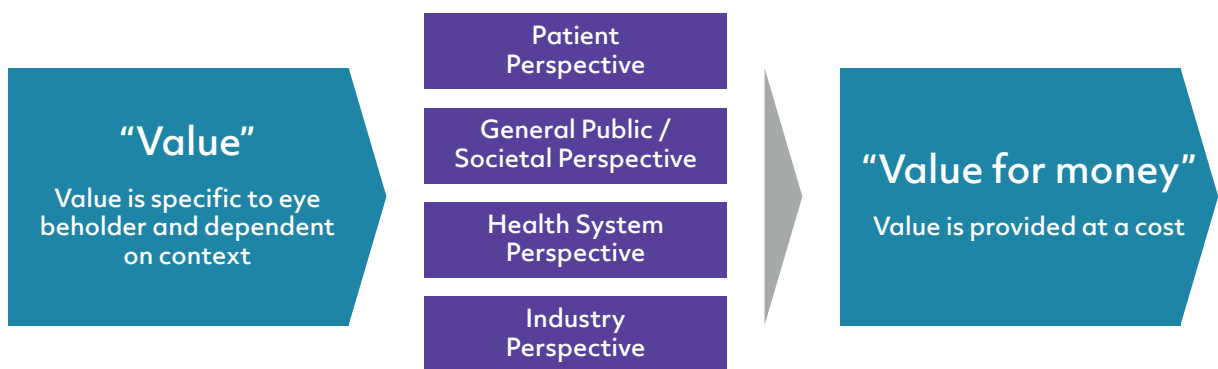 “Value”
Value is specific to eye
beholder and dependent
on context
Patient
Perspective
General Public /
Societal Perspective
Health System
Perspective
Industry
Perspective
“Value for money”
Value is provided at a cost